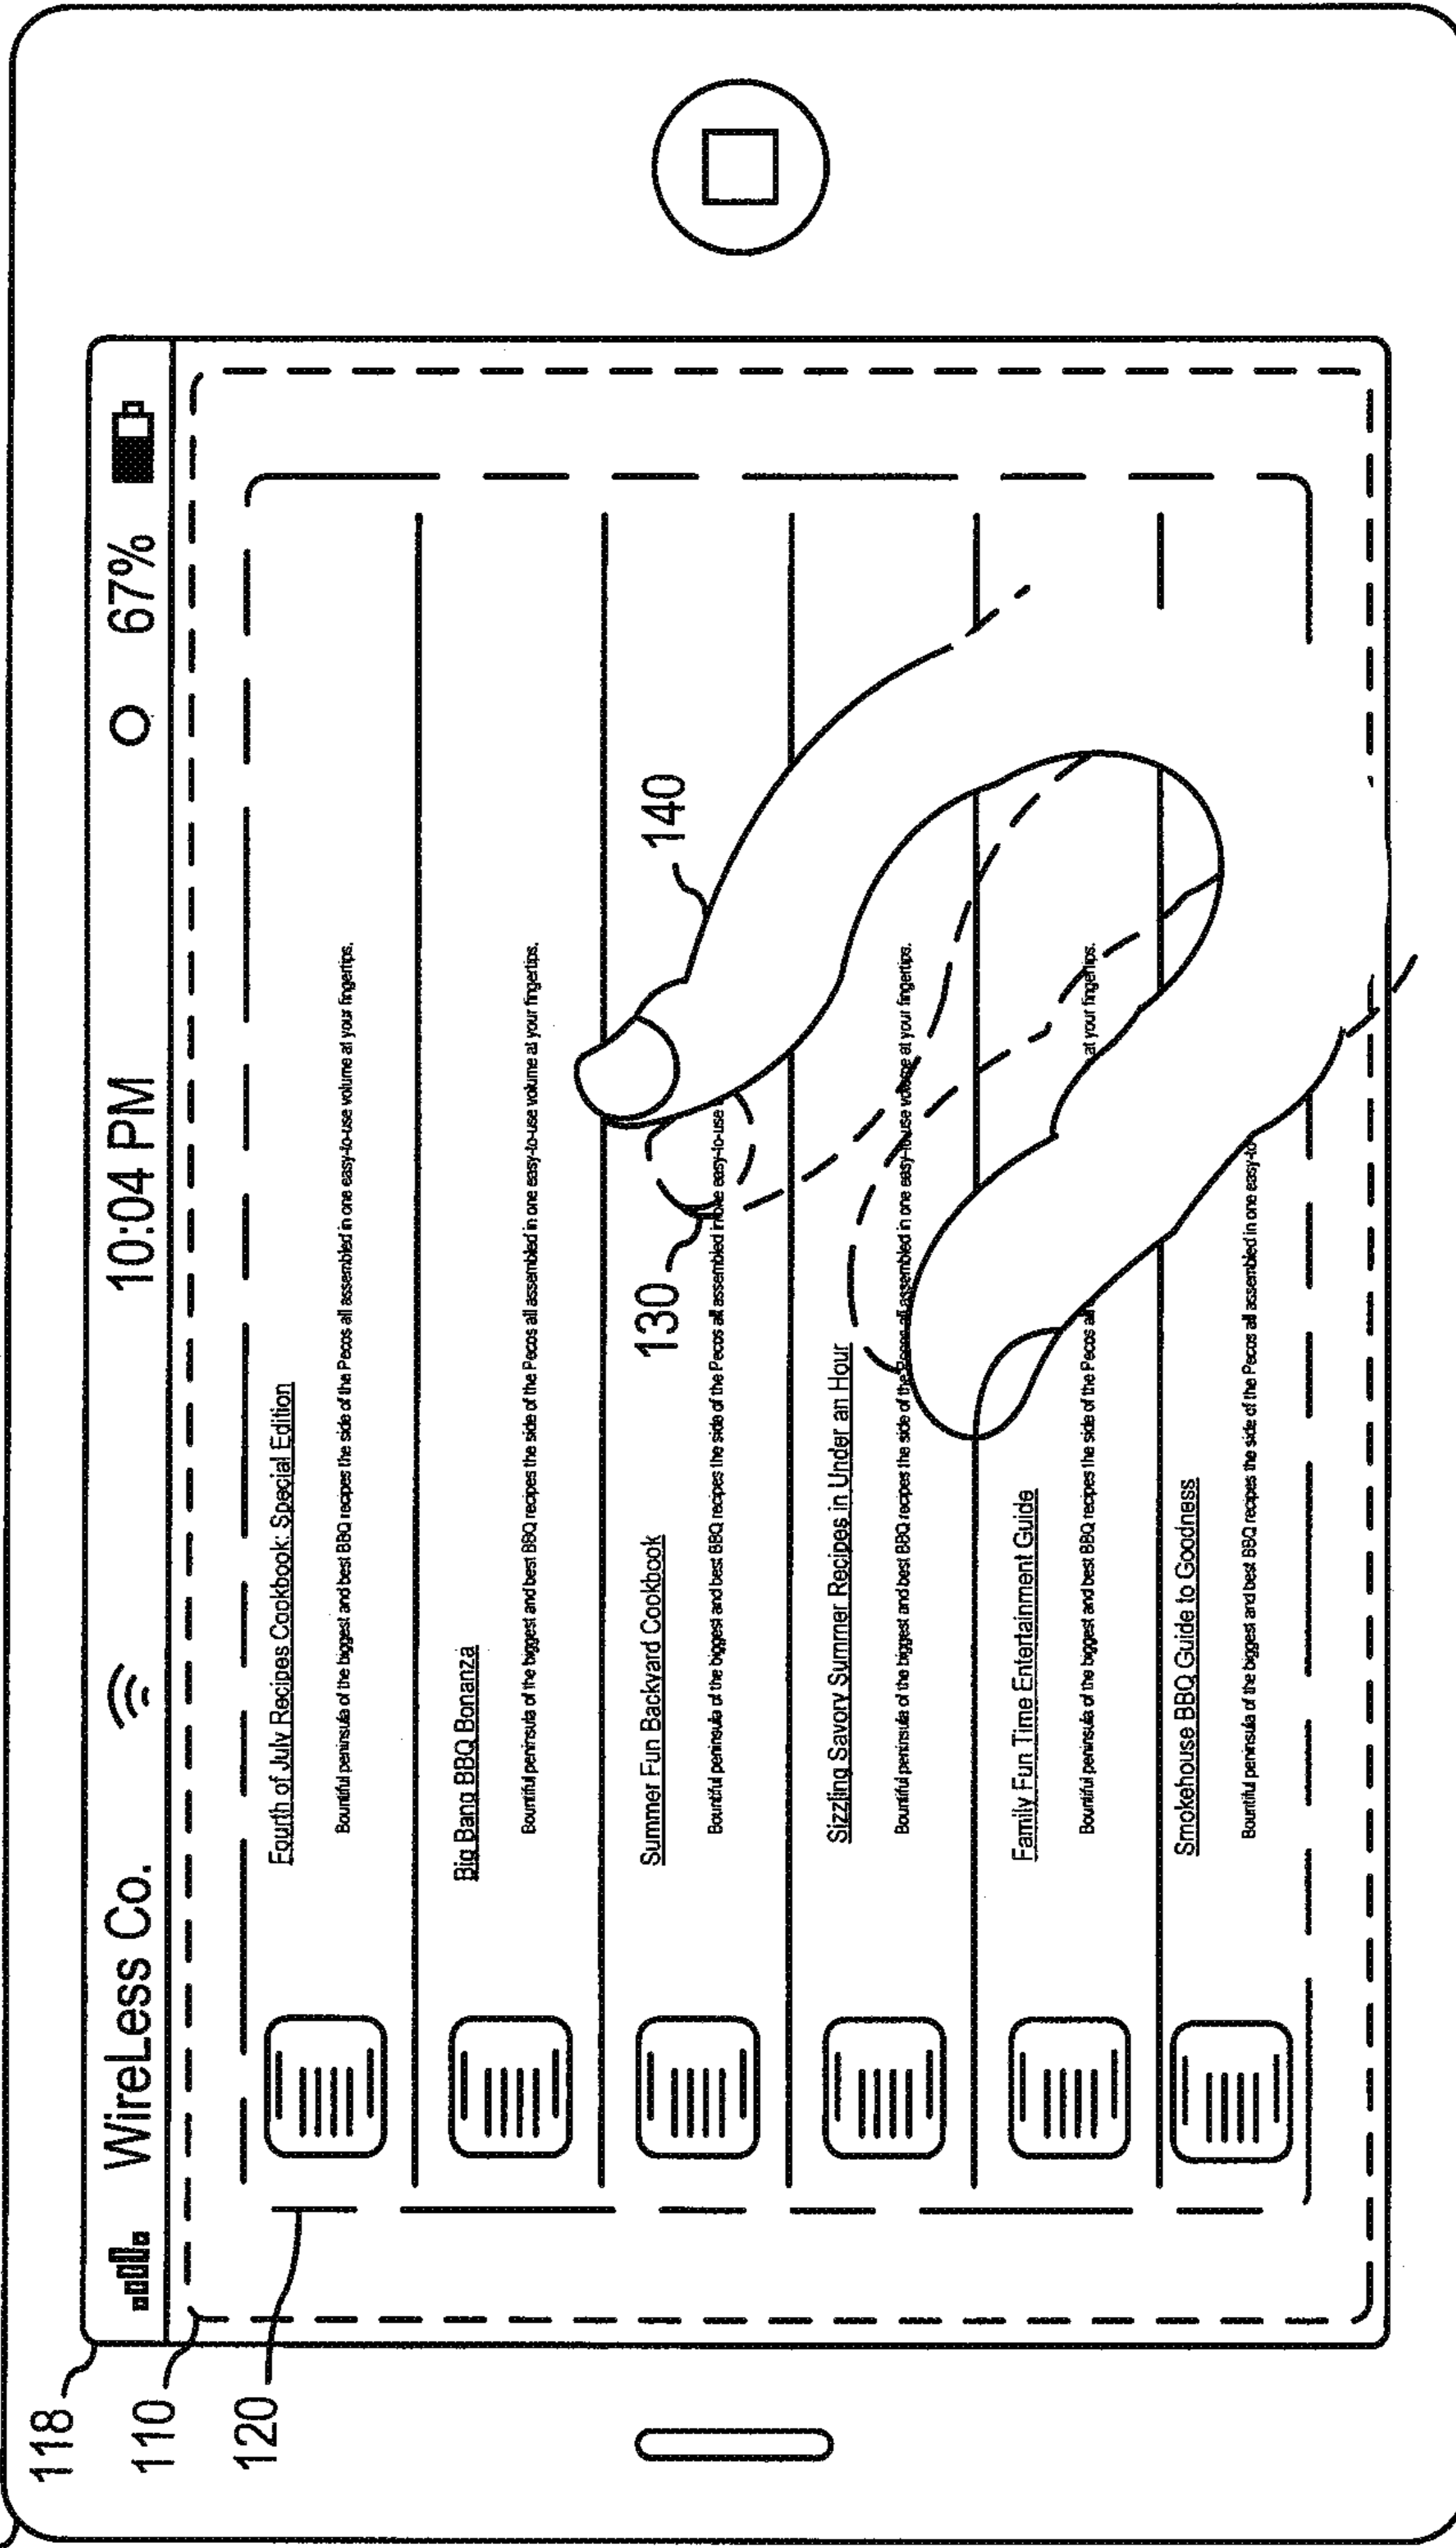 118
WireLess Co. 10:04 PM 67%
110
120
Fourth of July Recipes Cookbook: Special Edition
Bountiful peninsula of the biggest and best BBQ recipes the side of the Pecos all assembled in one easy-to-use volume at your fingertips.
Big Bang BBQ Bonanza
Bountiful peninsula of the biggest and best BBQ recipes the side of the Pecos all assembled in one easy-to-use volume at your fingertips.
130 140
Summer Fun Backyard Cookbook
Bountiful peninsula of the biggest and best BBQ recipes the side of the Pecos all assembled in one easy-to-use
Sizzling Savory Summer Recipes in Under an Hour
Bountiful peninsula of the biggest and best BBQ recipes the side of the Pecos all assembled in one easy-to-use volume at your fingertips.
Family Fun Time Entertainment Guide
Bountiful peninsula of the biggest and best BBQ recipes the side of the Pecos at your fingertips.
Smokehouse BBQ Guide to Goodness
Bountiful peninsula of the biggest and best BBQ recipes the side of the Pecos all assembled in one easy-to